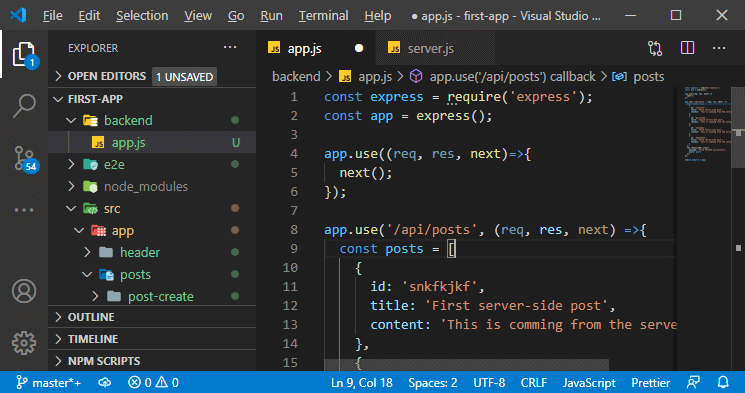 File Edit Selection View Go Run Terminal Help ● app.js - first-app - Visual Studio ...
EXPLORER
OPEN EDITORS 1 UNSAVED
FIRST-APP
backend
JS app.js U
e2e
node_modules
src
app
header
posts
post-create
OUTLINE
TIMELINE
NPM SCRIPTS
1
54
JS app.js ●
JS server.js
backend > JS app.js > app.use('/api/posts') callback > posts
1 const express = require('express');
2 const app = express();
3
4 app.use((req, res, next)=>{
5 next();
6 });
7
8 app.use('/api/posts', (req, res, next) =>{
9 const posts = [
10 {
11 id: 'snkfkjkf',
12 title: 'First server-side post',
13 content: 'This is comming from the serve
14 },
15 {
master*+ 0 0 Ln 9, Col 18 Spaces: 2 UTF-8 CRLF JavaScript Prettier